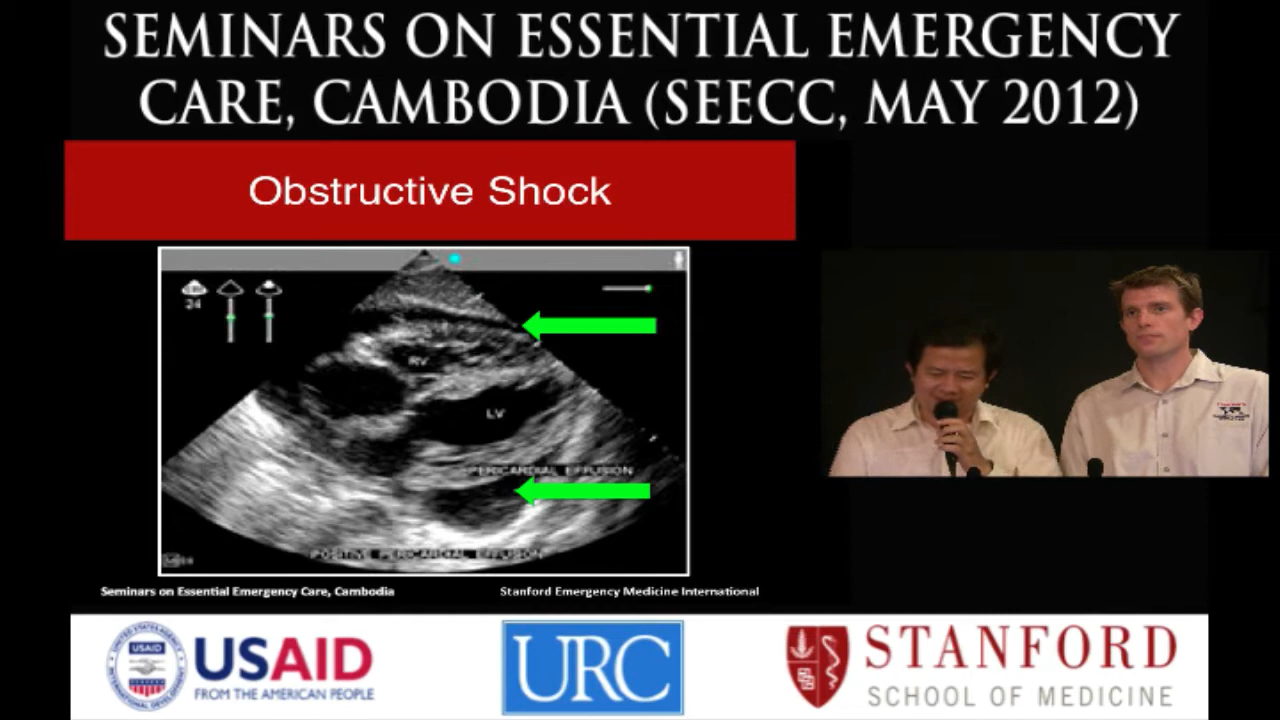 SEMINARS ON ESSENTIAL EMERGENCY
CARE, CAMBODIA (SEECC, MAY 2012)
Obstructive Shock
24
RV
LV
PERICARDIAL EFFUSION
POSITIVE PERICARDIAL EFFUSION
Seminars on Essential Emergency Care, Cambodia
Stanford Emergency Medicine International
USAID
USAID
FROM THE AMERICAN PEOPLE
URC
STANFORD
SCHOOL OF MEDICINE